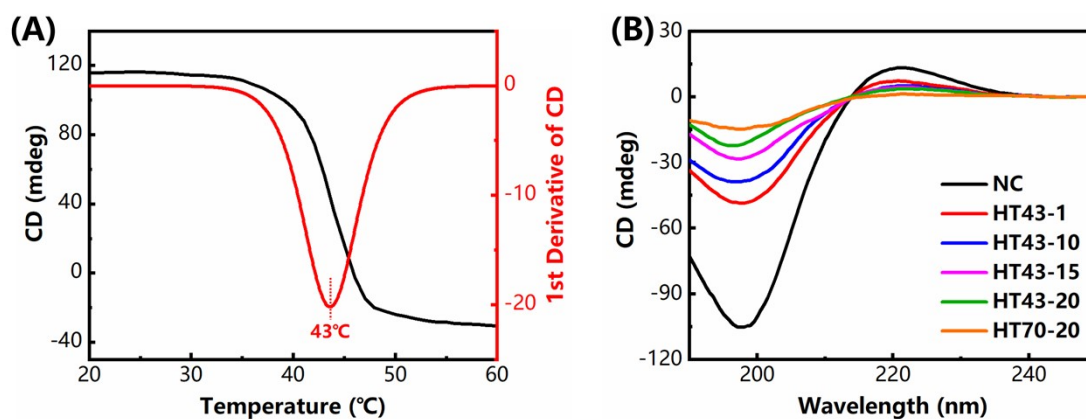 (A)
120
80
40
0
-40
CD (mdeg)
20
30
40
50
60
Temperature (℃)
0
-10
-20
1st Derivative of CD
43℃
(B)
30
0
-30
-60
-90
-120
CD (mdeg)
200
220
240
Wavelength (nm)
NC
HT43-1
HT43-10
HT43-15
HT43-20
HT70-20